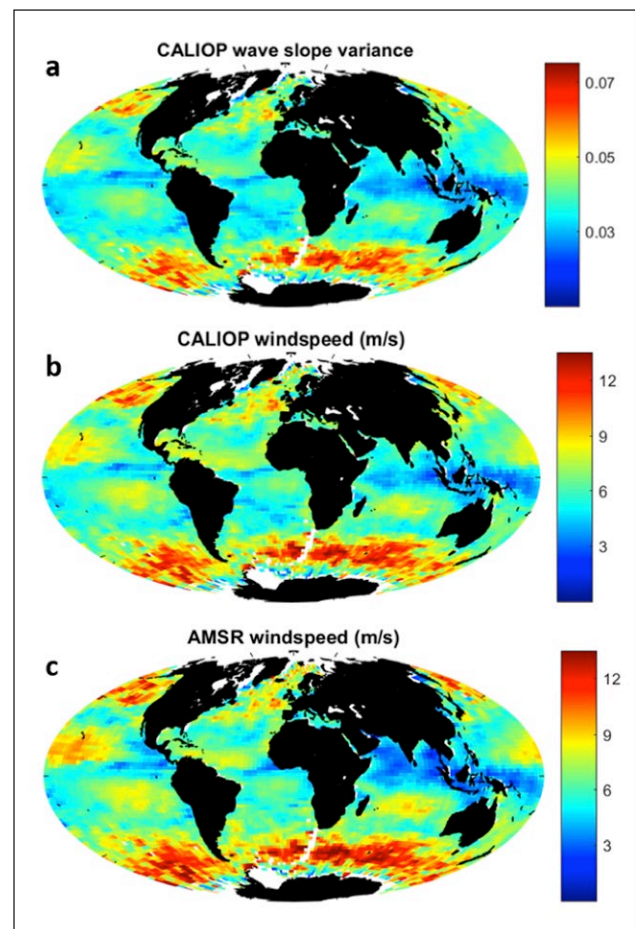 CALIOP wave slope variance
a
0.07
0.05
0.03
CALIOP windspeed (m/s)
b
12
9
6
3
AMSR windspeed (m/s)
c
12
9
6
3